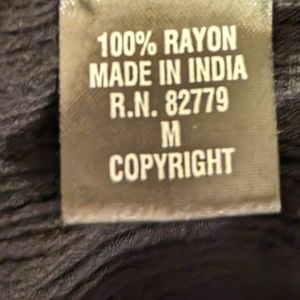 100% RAYON
MADE IN INDIA
R.N. 82779
M
COPYRIGHT